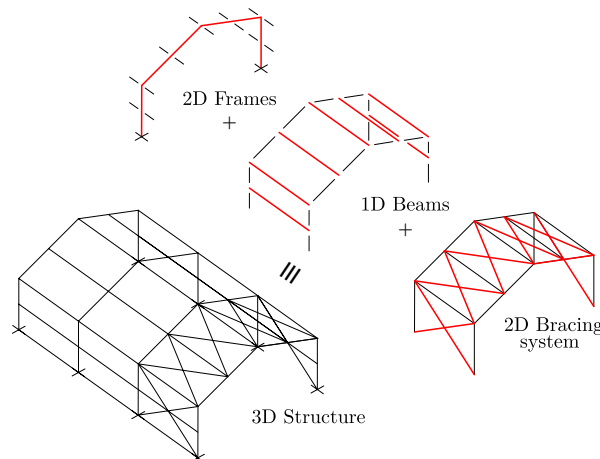 2D Frames
+
1D Beams
+
≡
2D Bracing
system
3D Structure